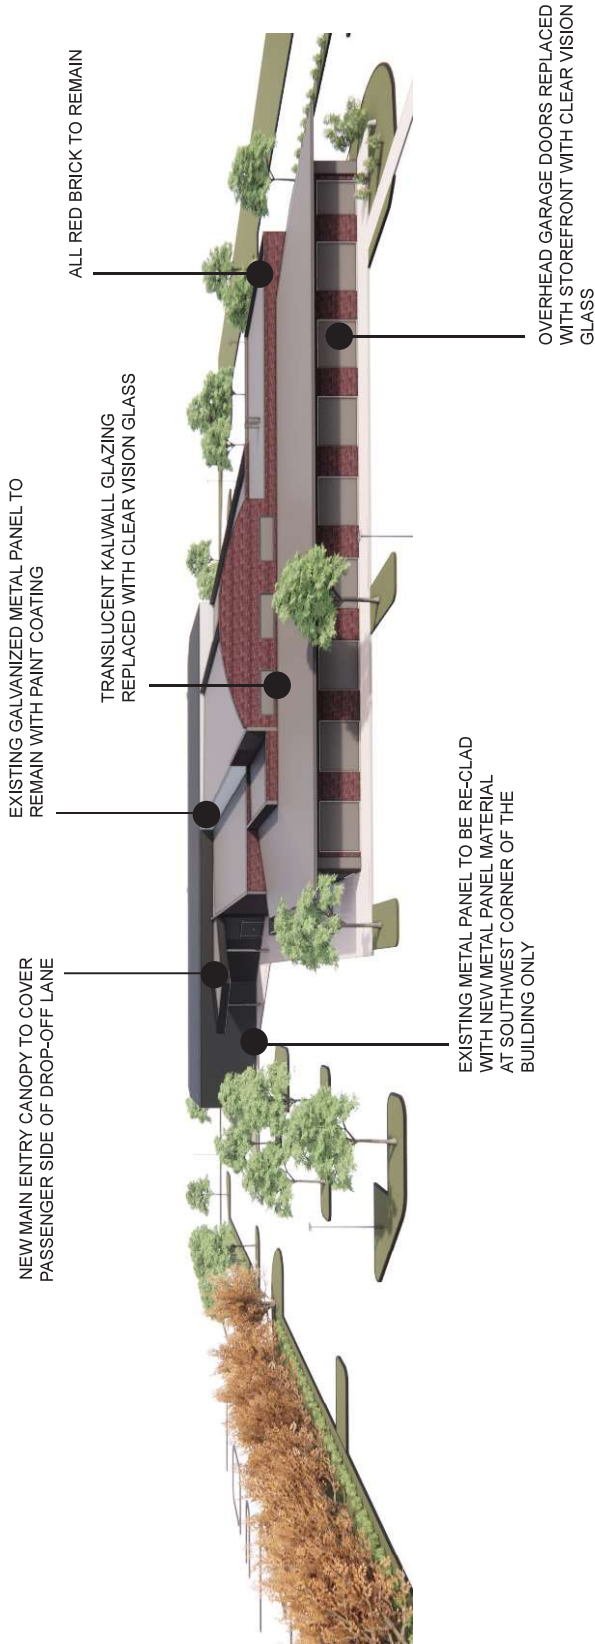 NEW MAIN ENTRY CANOPY TO COVER
PASSENGER SIDE OF DROP-OFF LANE
EXISTING GALVANIZED METAL PANEL TO
REMAIN WITH PAINT COATING
TRANSLUCENT KALWALL GLAZING
REPLACED WITH CLEAR VISION GLASS
ALL RED BRICK TO REMAIN
EXISTING METAL PANEL TO BE RE-CLAD
WITH NEW METAL PANEL MATERIAL
AT SOUTHWEST CORNER OF THE
BUILDING ONLY
OVERHEAD GARAGE DOORS REPLACED
WITH STOREFRONT WITH CLEAR VISION
GLASS